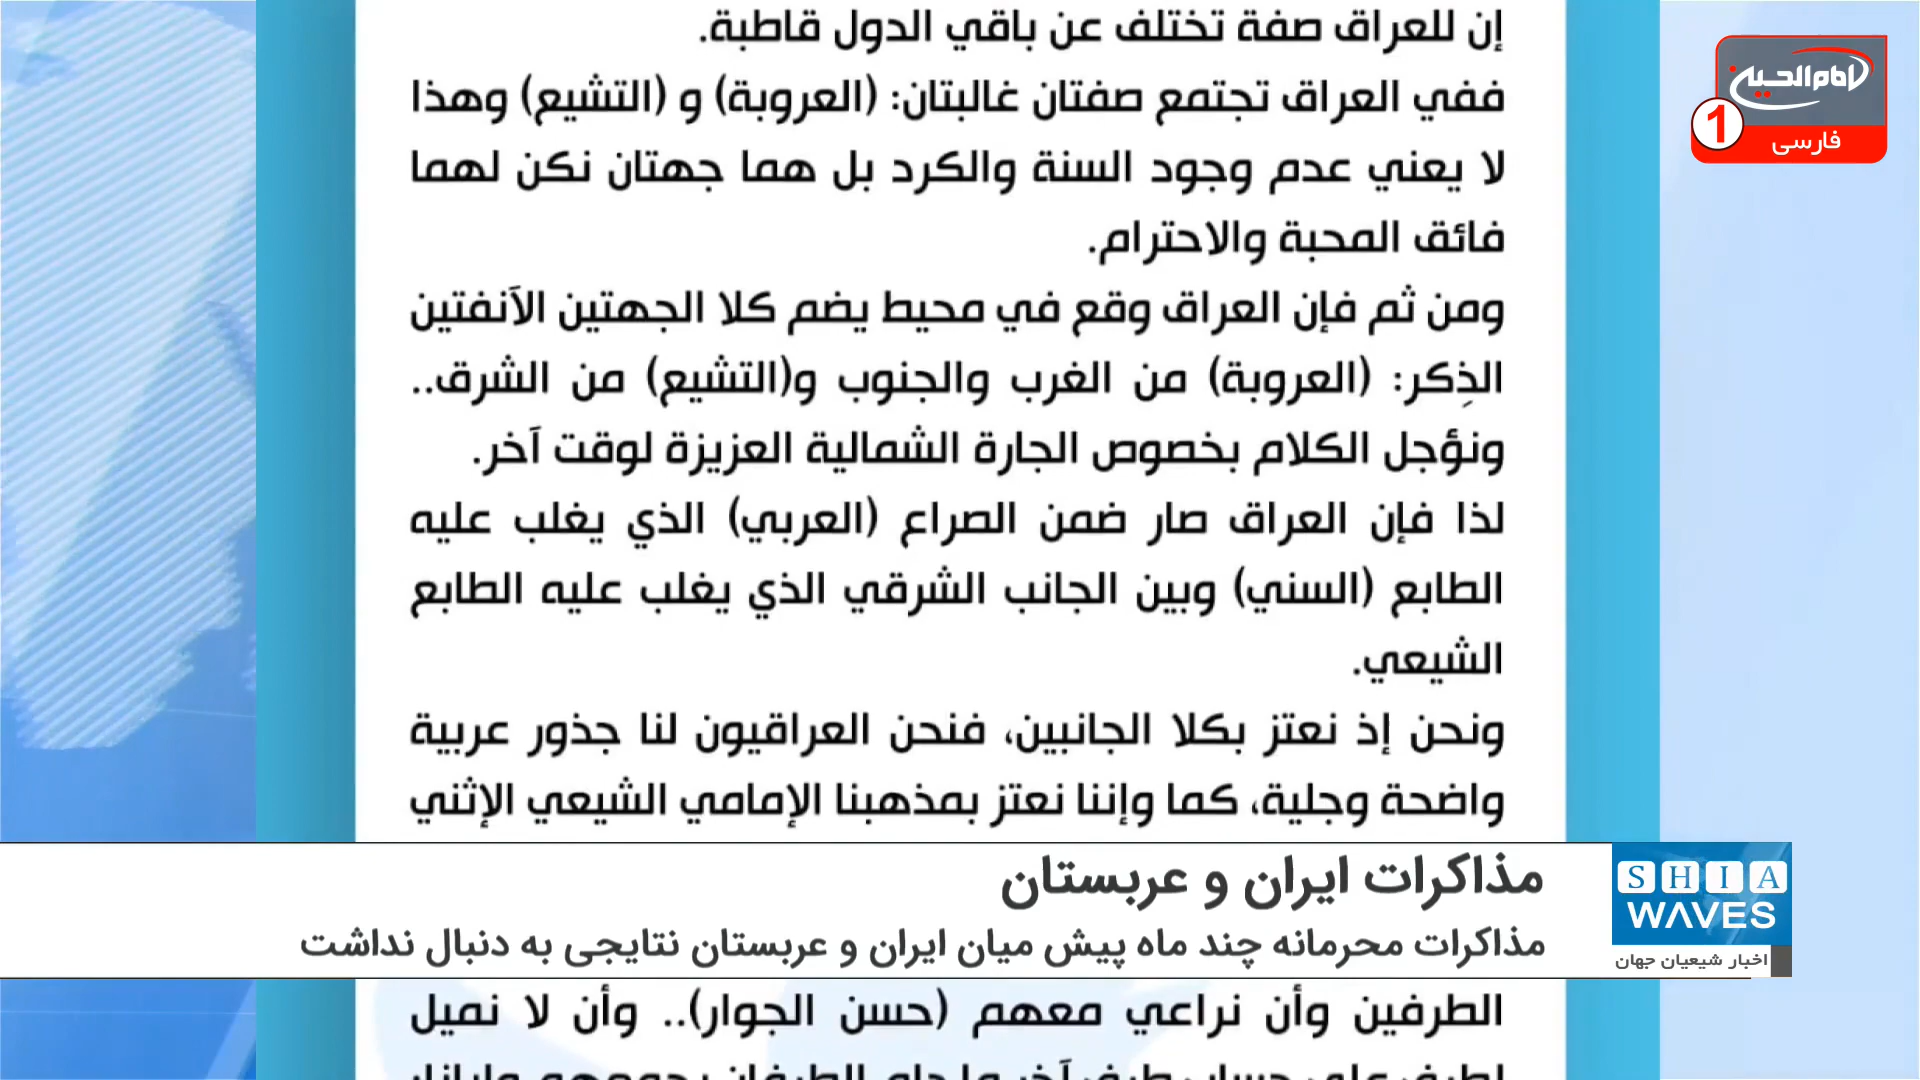 إن للعراق صفة تختلف عن باقي الدول قاطبة.
ففي العراق تجتمع صفتان غالبتان: (العروبة) و (التشيع) وهذا
لا يعني عدم وجود السنة والكرد بل هما جهتان نكن لهما
فائق المحبة والاحترام.
ومن ثم فإن العراق وقع في محيط يضم كلا الجهتين الآنفتين
الذِكر: (العروبة) من الغرب والجنوب و(التشيع) من الشرق..
ونؤجل الكلام بخصوص الجارة الشمالية العزيزة لوقت آخر.
لذا فإن العراق صار ضمن الصراع (العربي) الذي يغلب عليه
الطابع (السني) وبين الجانب الشرقي الذي يغلب عليه الطابع
الشيعي.
ونحن إذ نعتز بكلا الجانبين، فنحن العراقيون لنا جذور عربية
واضحة وجلية، كما وإننا نعتز بمذهبنا الإمامي الشيعي الإثني
الطرفين وأن نراعي معهم (حسن الجوار).. وأن لا نميل
امام الحسین
1
فارسی
مذاکرات ایران و عربستان
مذاکرات محرمانه چند ماه پیش میان ایران و عربستان نتایجی به دنبال نداشت
SHIA
WAVES
اخبار شیعیان جهان